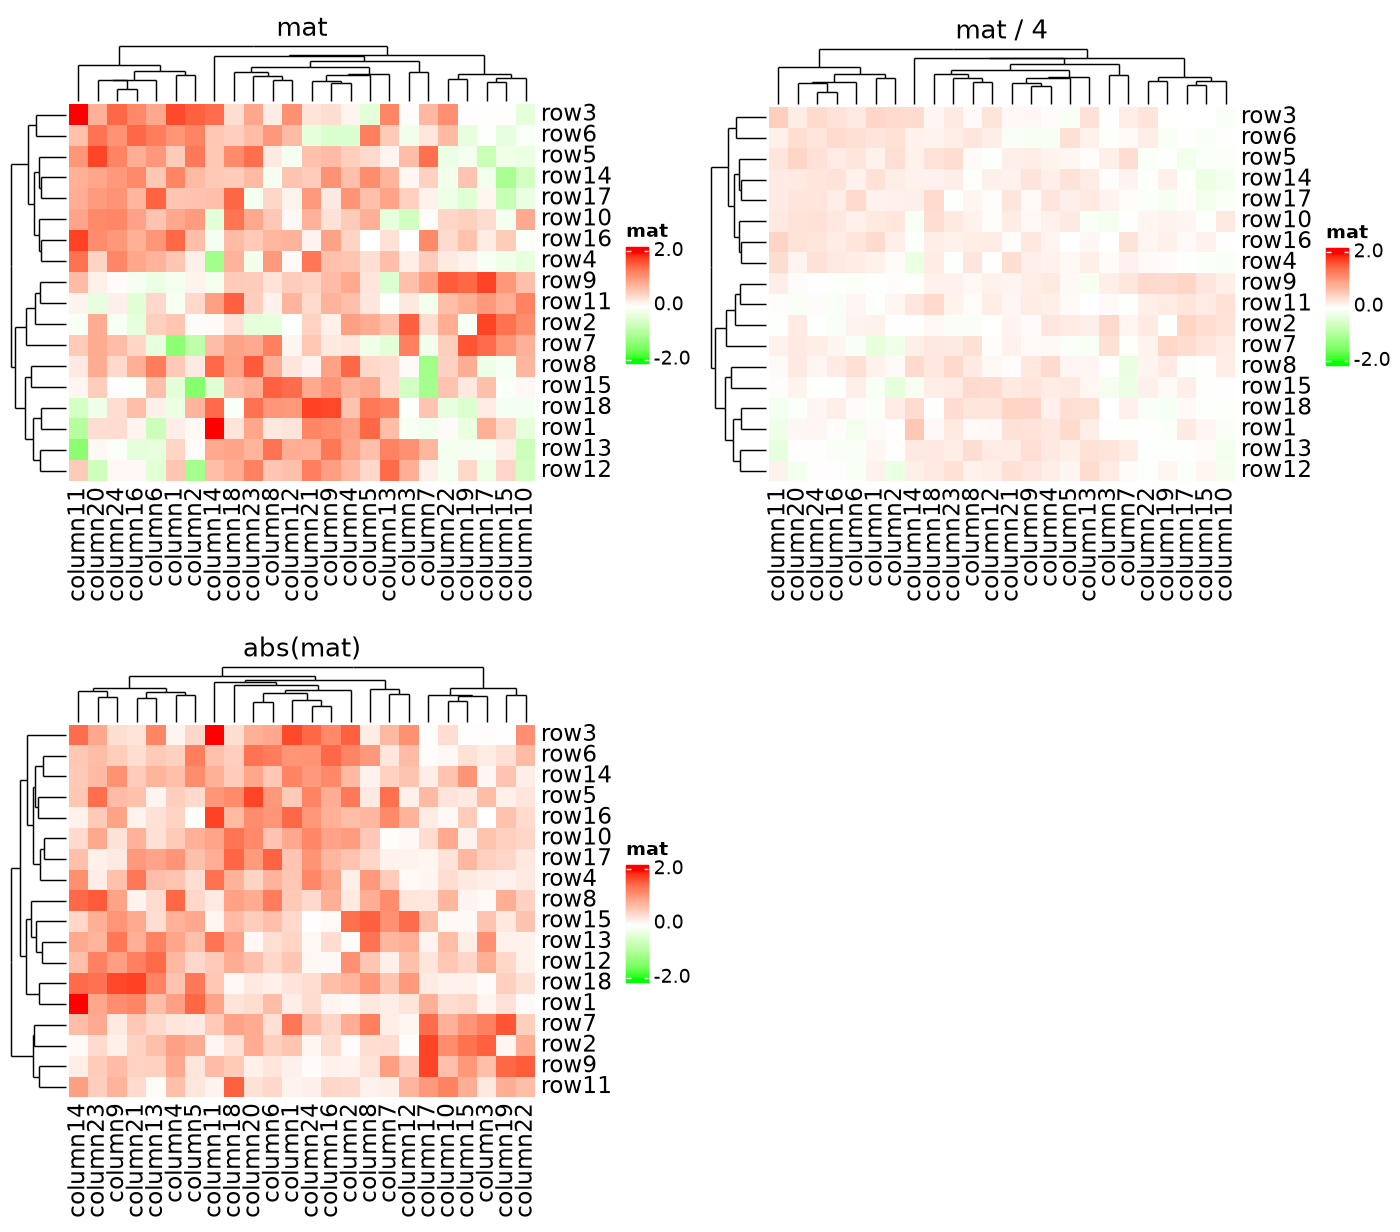 mat
row3
row6
row5
row14
row17
row10
row16
row4
row9
row11
row2
row7
row8
row15
row18
row1
row13
row12
column11
column20
column24
column16
column6
column1
column2
column14
column18
column23
column8
column12
column21
column9
column4
column5
column13
column3
column7
column22
column19
column17
column15
column10
mat
2.0
0.0
-2.0
mat / 4
row3
row6
row5
row14
row17
row10
row16
row4
row9
row11
row2
row7
row8
row15
row18
row1
row13
row12
column11
column20
column24
column16
column6
column1
column2
column14
column18
column23
column8
column12
column21
column9
column4
column5
column13
column3
column7
column22
column19
column17
column15
column10
mat
2.0
0.0
-2.0
abs(mat)
row3
row6
row14
row5
row16
row10
row17
row4
row8
row15
row13
row12
row18
row1
row7
row2
row9
row11
column14
column23
column9
column21
column13
column4
column5
column11
column18
column20
column6
column1
column24
column16
column2
column8
column7
column12
column17
column10
column15
column3
column19
column22
mat
2.0
0.0
-2.0